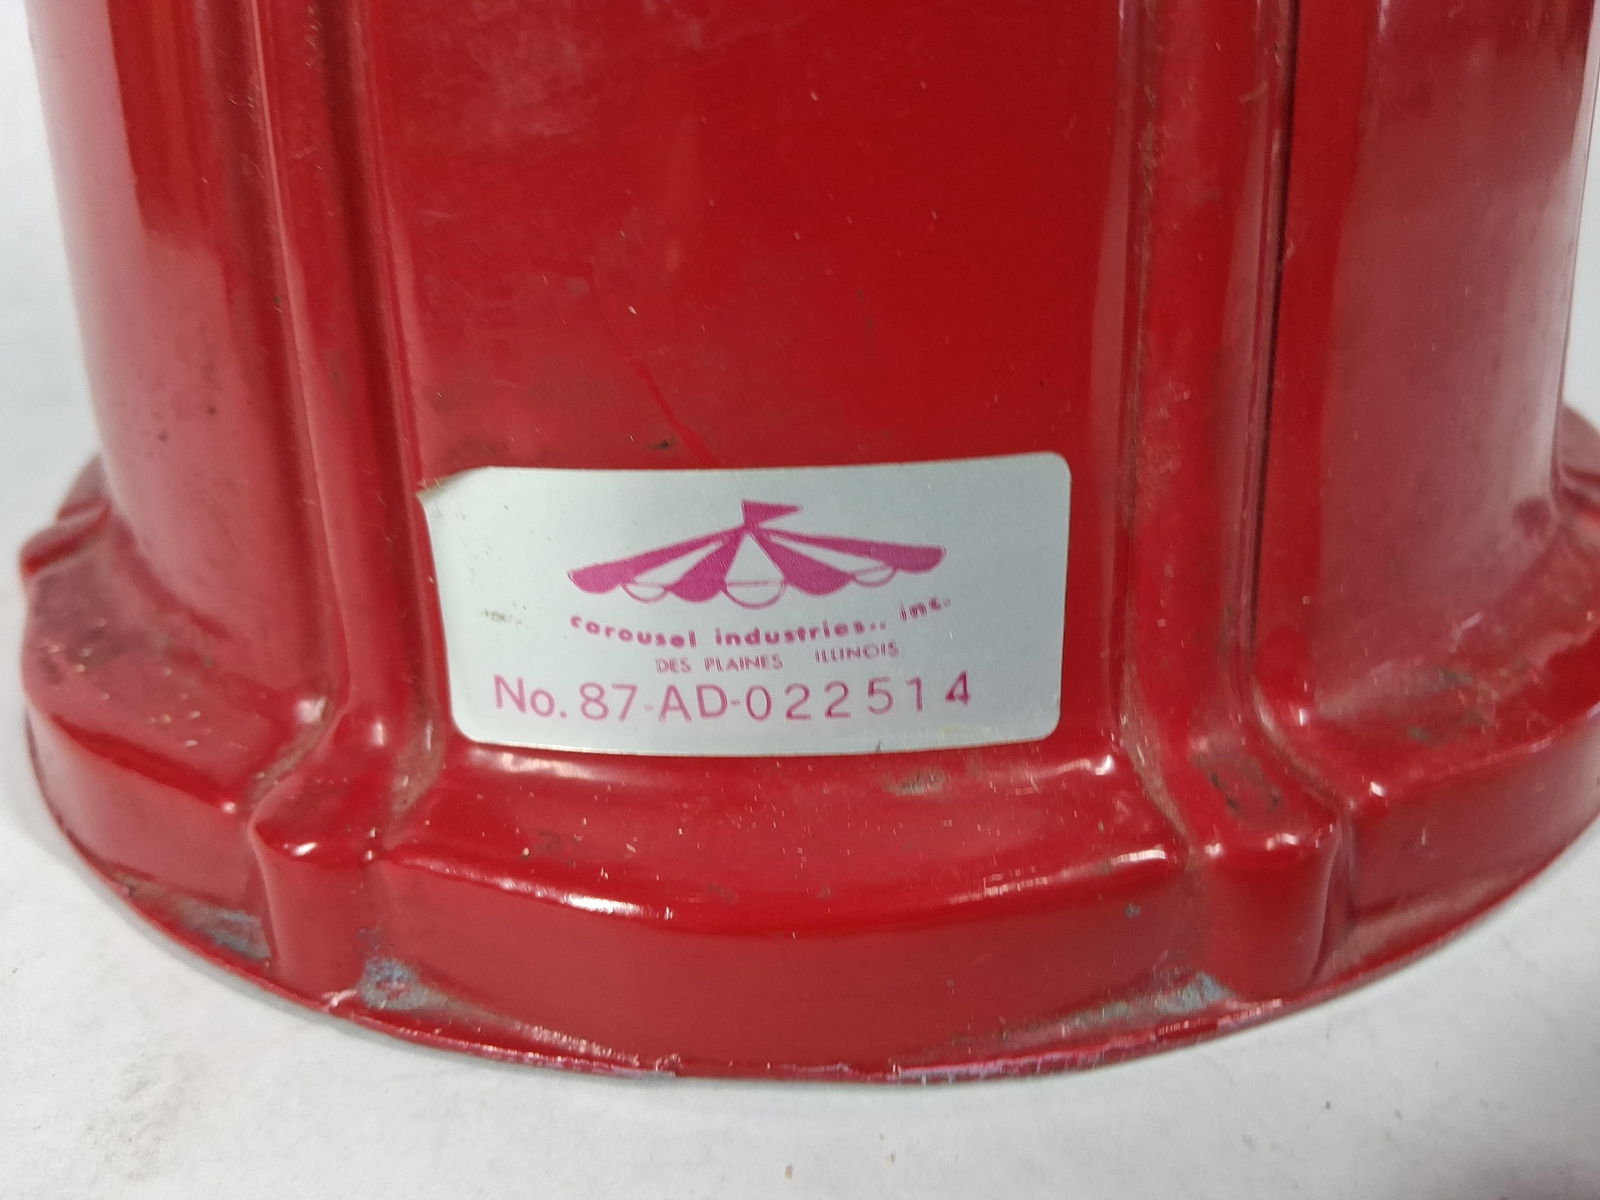 carousel industries., inc.
DES PLAINES ILLINOIS
No. 87-AD-022514